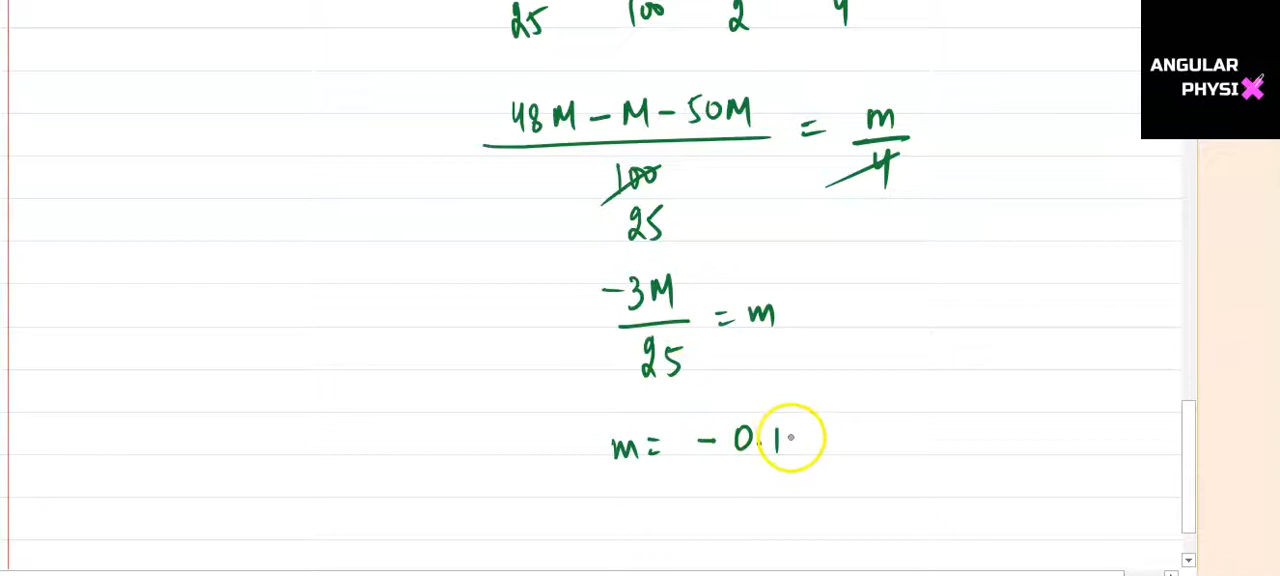 25 100 2 4
ANGULAR
PHYSI
48M - M - 50M = m
100 4
25
-3M = m
25
m = - 0.1